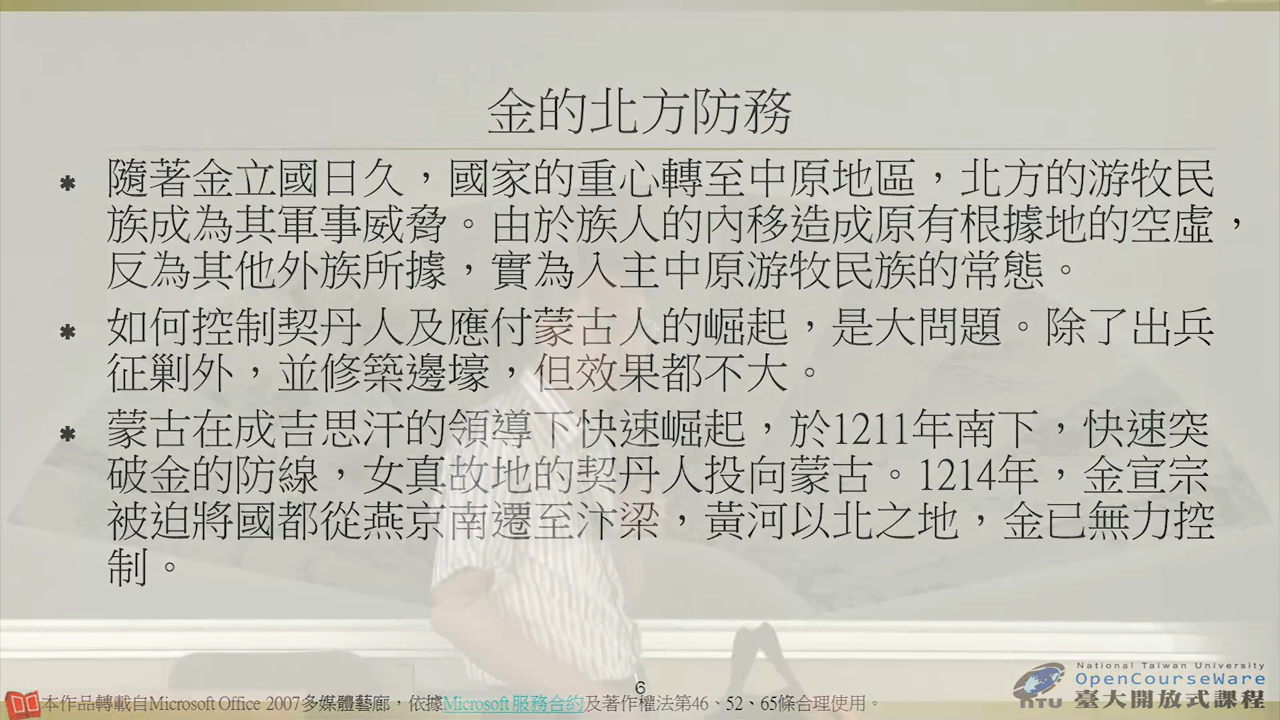 金的北方防務
* 隨著金立國日久，國家的重心轉至中原地區，北方的游牧民
族成為其軍事威脅。由於族人的內移造成原有根據地的空虛，
反為其他外族所據，實為入主中原游牧民族的常態。
* 如何控制契丹人及應付蒙古人的崛起，是大問題。除了出兵
征剿外，並修築邊壕，但效果都不大。
* 蒙古在成吉思汗的領導下快速崛起，於1211年南下，快速突
破金的防線，女真故地的契丹人投向蒙古。1214年，金宣宗
被迫將國都從燕京南遷至汴梁，黃河以北之地，金已無力控
制。
6
本作品轉載自Microsoft Office 2007多媒體藝廊，依據Microsoft 服務合約及著作權法第46、52、65條合理使用。
National Taiwan University
OpenCourseWare
NTU 臺大開放式課程